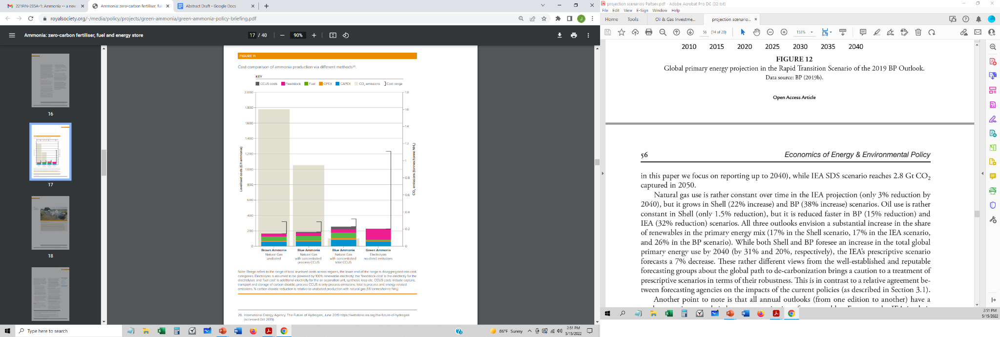 221FIN-235A-1: Ammonia -- a new
Ammonia: zero-carbon fertiliser, fu
Abstract Draft - Google Docs
royalsociety.org/-/media/policy/projects/green-ammonia/green-ammonia-policy-briefing.pdf
Ammonia: zero-carbon fertiliser, fuel and energy store
17 / 40
90%
16
17
18
FIGURE 11
Cost comparison of ammonia production via different methods²⁶.
KEY
CCUS costs Feedstock Fuel OPEX CAPEX CO₂ emissions Cost range
2,000
1,800
1,600
1,400
1,200
1,000
800
600
400
200
0
Levelised costs (£/t ammonia)
1.8
1.6
1.4
1.2
1
0.8
0.6
0.4
0.2
0
CO₂ emissions (tonnes/tonne NH₃)
Brown Ammonia
Natural Gas
unabated
Blue Ammonia
Natural Gas
with concentrated
process CCUS
Blue Ammonia
Natural Gas
with concentrated
total CCUS
Green Ammonia
Electrolysis
no direct emissions
Note: Range refers to the range of total levelised costs across regions, the lower end of the range is disaggregated into cost
categories. Electrolysis is assumed to be powered by 100% renewable electricity; the 'feedstock cost' is the electricity for the
electrolyser, and 'fuel cost' is additional electricity for the air separation unit, synthesis loop etc. CCUS costs include capture,
transport and storage of carbon dioxide; process CCUS is only process emissions; total is process and energy related
emissions. % carbon dioxide reduction is relative to unabated production with natural gas (1.6 tonnes/tonne NH₃).
26. International Energy Agency. The Future of Hydrogen, June 2019 https://webstore.iea.org/the-future-of-hydrogen
(accessed Oct 2019)
Type here to search
86°F Sunny
2:51 PM
5/15/2022
projection scenarios-Paltsev.pdf - Adobe Acrobat Pro DC (32-bit)
File Edit View E-Sign Window Help
Home Tools Oil & Gas Investme... projection scenario...
56 (14 of 20)
153%
2010 2015 2020 2025 2030 2035 2040
FIGURE 12
Global primary energy projection in the Rapid Transition Scenario of the 2019 BP Outlook.
Data source: BP (2019b).
Open Access Article
56
Economics of Energy & Environmental Policy
in this paper we focus on reporting up to 2040), while IEA SDS scenario reaches 2.8 Gt CO₂
captured in 2050.
Natural gas use is rather constant over time in the IEA projection (only 3% reduction by
2040), but it grows in Shell (22% increase) and BP (38% increase) scenarios. Oil use is rather
constant in Shell (only 1.5% reduction), but it is reduced faster in BP (15% reduction) and
IEA (32% reduction) scenarios. All three outlooks envision a substantial increase in the share
of renewables in the primary energy mix (17% in the Shell scenario, 17% in the IEA scenario,
and 26% in the BP scenario). While both Shell and BP foresee an increase in the total global
primary energy use by 2040 (by 31% and 20%, respectively), the IEA's prescriptive scenario
forecasts a 7% decrease. These rather different views from the well-established and reputable
forecasting groups about the global path to de-carbonization brings a caution to a treatment of
prescriptive scenarios in terms of their robustness. This is in contrast to a relative agreement be-
tween forecasting agencies on the impacts of the current policies (as described in Section 3.1).
Another point to note is that all annual outlooks (from one edition to another) have a
2:51 PM
5/15/2022